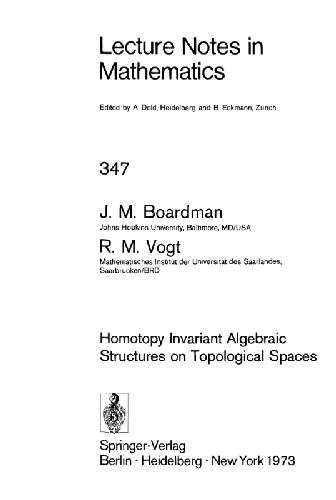 Lecture Notes in
Mathematics
Edited by A. Dold, Heidelberg and B. Eckmann, Zürich
347
J. M. Boardman
Johns Hopkins University, Baltimore, MD/USA
R. M. Vogt
Mathematisches Institut der Universität des Saarlandes,
Saarbrücken/BRD
Homotopy Invariant Algebraic
Structures on Topological Spaces
Springer-Verlag
Berlin · Heidelberg · New York 1973